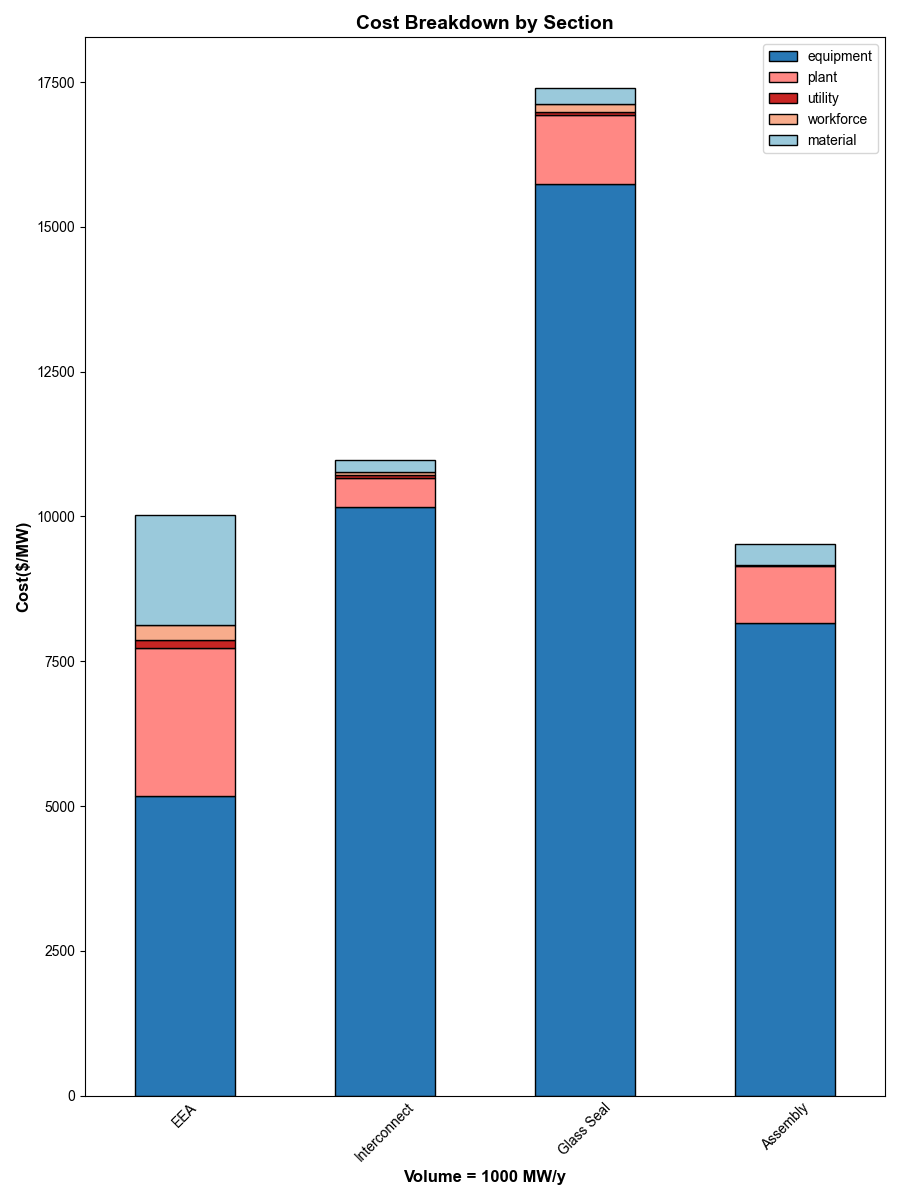 Cost Breakdown by Section
equipment
plant
utility
workforce
material
17500
15000
12500
10000
7500
5000
2500
0
Cost($/MW)
EEA
Interconnect
Glass Seal
Assembly
Volume = 1000 MW/y